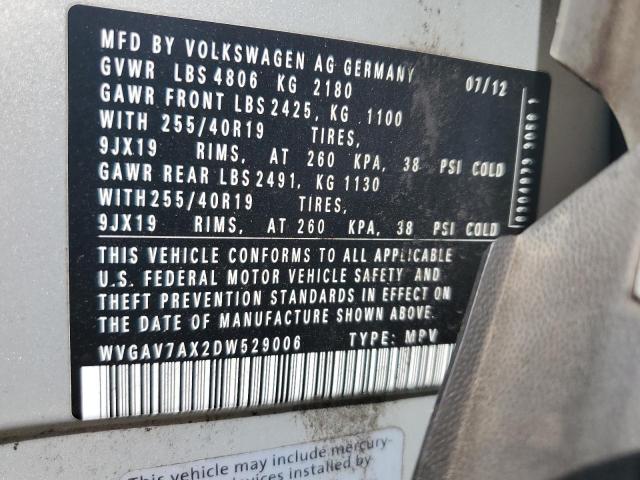 MFD BY VOLKSWAGEN AG GERMANY 07/12
GVWR LBS 4806 KG 2180
GAWR FRONT LBS 2425, KG 1100
WITH 255/40R19 TIRES,
9JX19 RIMS, AT 260 KPA, 38 PSI COLD
GAWR REAR LBS 2491, KG 1130
WITH 255/40R19 TIRES,
9JX19 RIMS, AT 260 KPA, 38 PSI COLD
THIS VEHICLE CONFORMS TO ALL APPLICABLE
U.S. FEDERAL MOTOR VEHICLE SAFETY AND
THEFT PREVENTION STANDARDS IN EFFECT ON
THE DATE OF MANUFACTURE SHOWN ABOVE.
WVGAV7AX2DW529006 TYPE: MPV
This vehicle may include mercury-
devices installed by